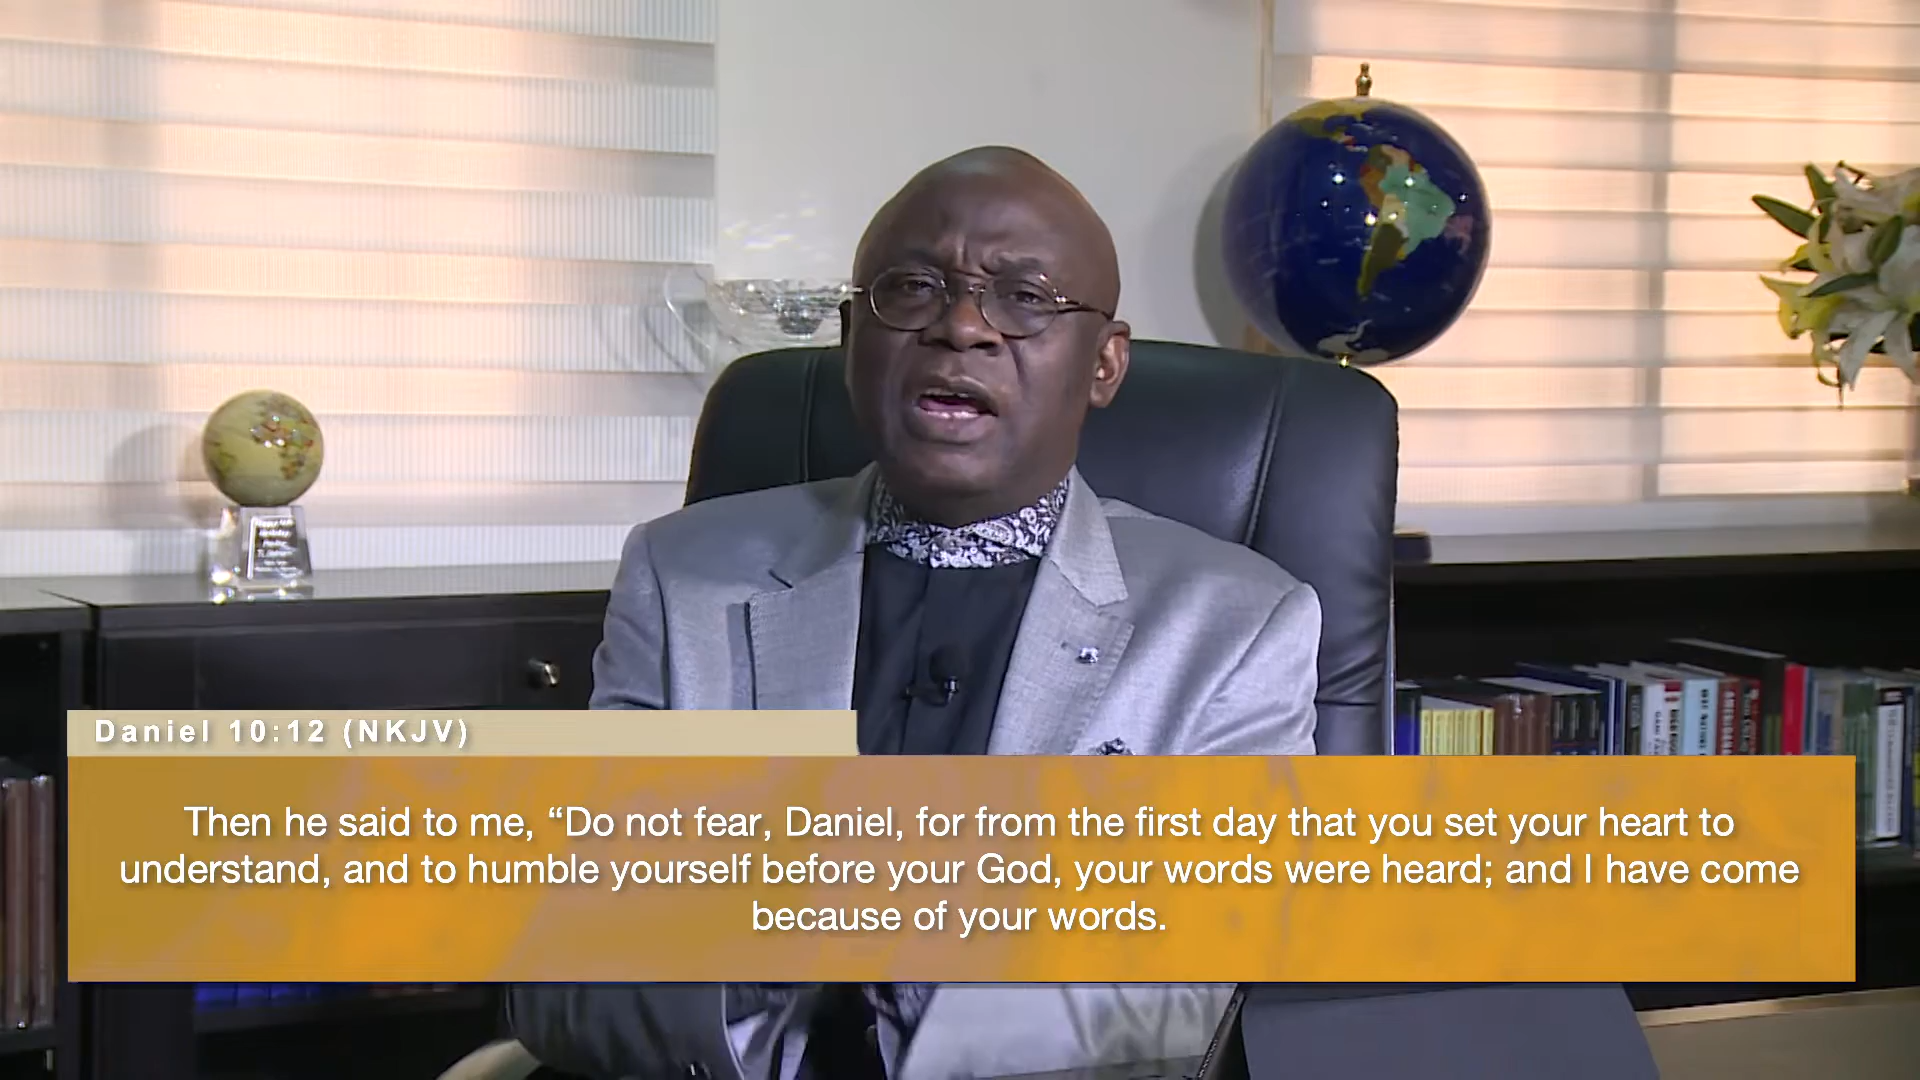 Daniel 10:12 (NKJV)
Then he said to me, “Do not fear, Daniel, for from the first day that you set your heart to
understand, and to humble yourself before your God, your words were heard; and I have come
because of your words.